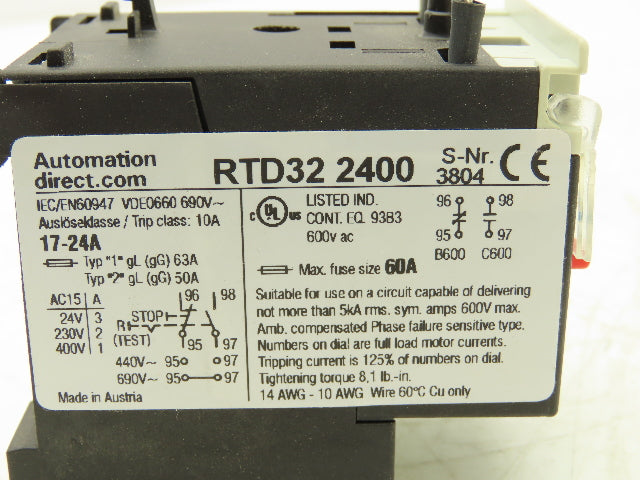 Automation
direct.com
RTD32 2400
S-Nr.
3804
CE
IEC/EN60947 VDE0660 690V~
Auslöseklasse / Trip class: 10A
17-24A
Typ "1" gL (gG) 63A
Typ "2" gL (gG) 50A
AC15 A
24V 3
230V 2
400V 1
96 98
STOP
R
(TEST)
95 97
440V~ 95 97
690V~ 95 97
Made in Austria
c UL us
LISTED IND.
CONT. EQ. 93B3
600v ac
96 98
95 97
B600 C600
Max. fuse size 60A
Suitable for use on a circuit capable of delivering
not more than 5kA rms. sym. amps 600V max.
Amb. compensated Phase failure sensitive type.
Numbers on dial are full load motor currents.
Tripping current is 125% of numbers on dial.
Tightening torque 8,1 lb.-in.
14 AWG - 10 AWG Wire 60°C Cu only